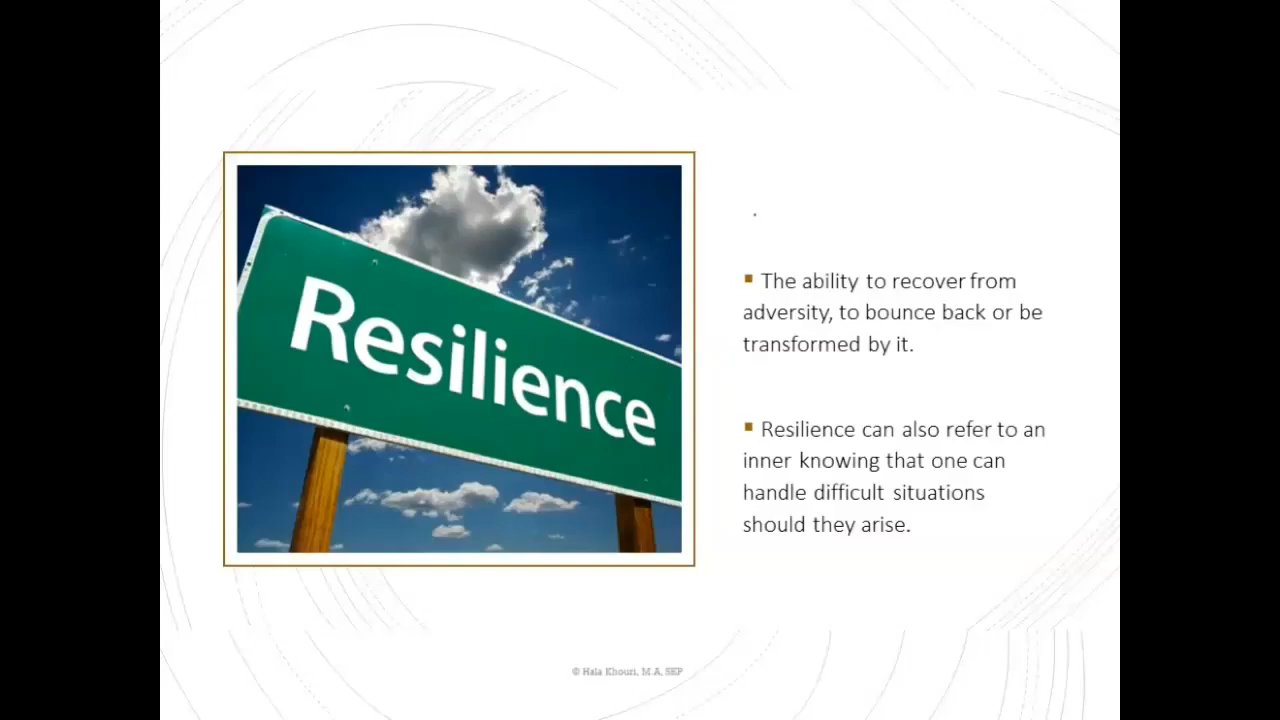 Resilience
.
▪ The ability to recover from
adversity, to bounce back or be
transformed by it.
▪ Resilience can also refer to an
inner knowing that one can
handle difficult situations
should they arise.
© Hala Khouri, M.A, SEP